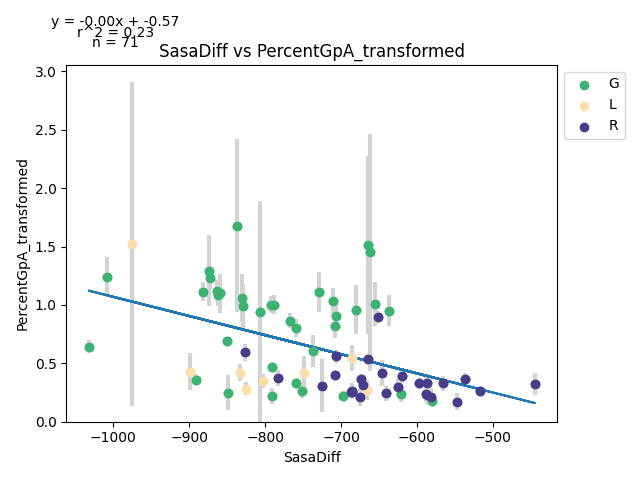 y = -0.00x + -0.57
r^2 = 0.23
n = 71
SasaDiff vs PercentGpA_transformed
G
L
R
PercentGpA_transformed
3.0
2.5
2.0
1.5
1.0
0.5
0.0
−1000
−900
−800
−700
−600
−500
SasaDiff